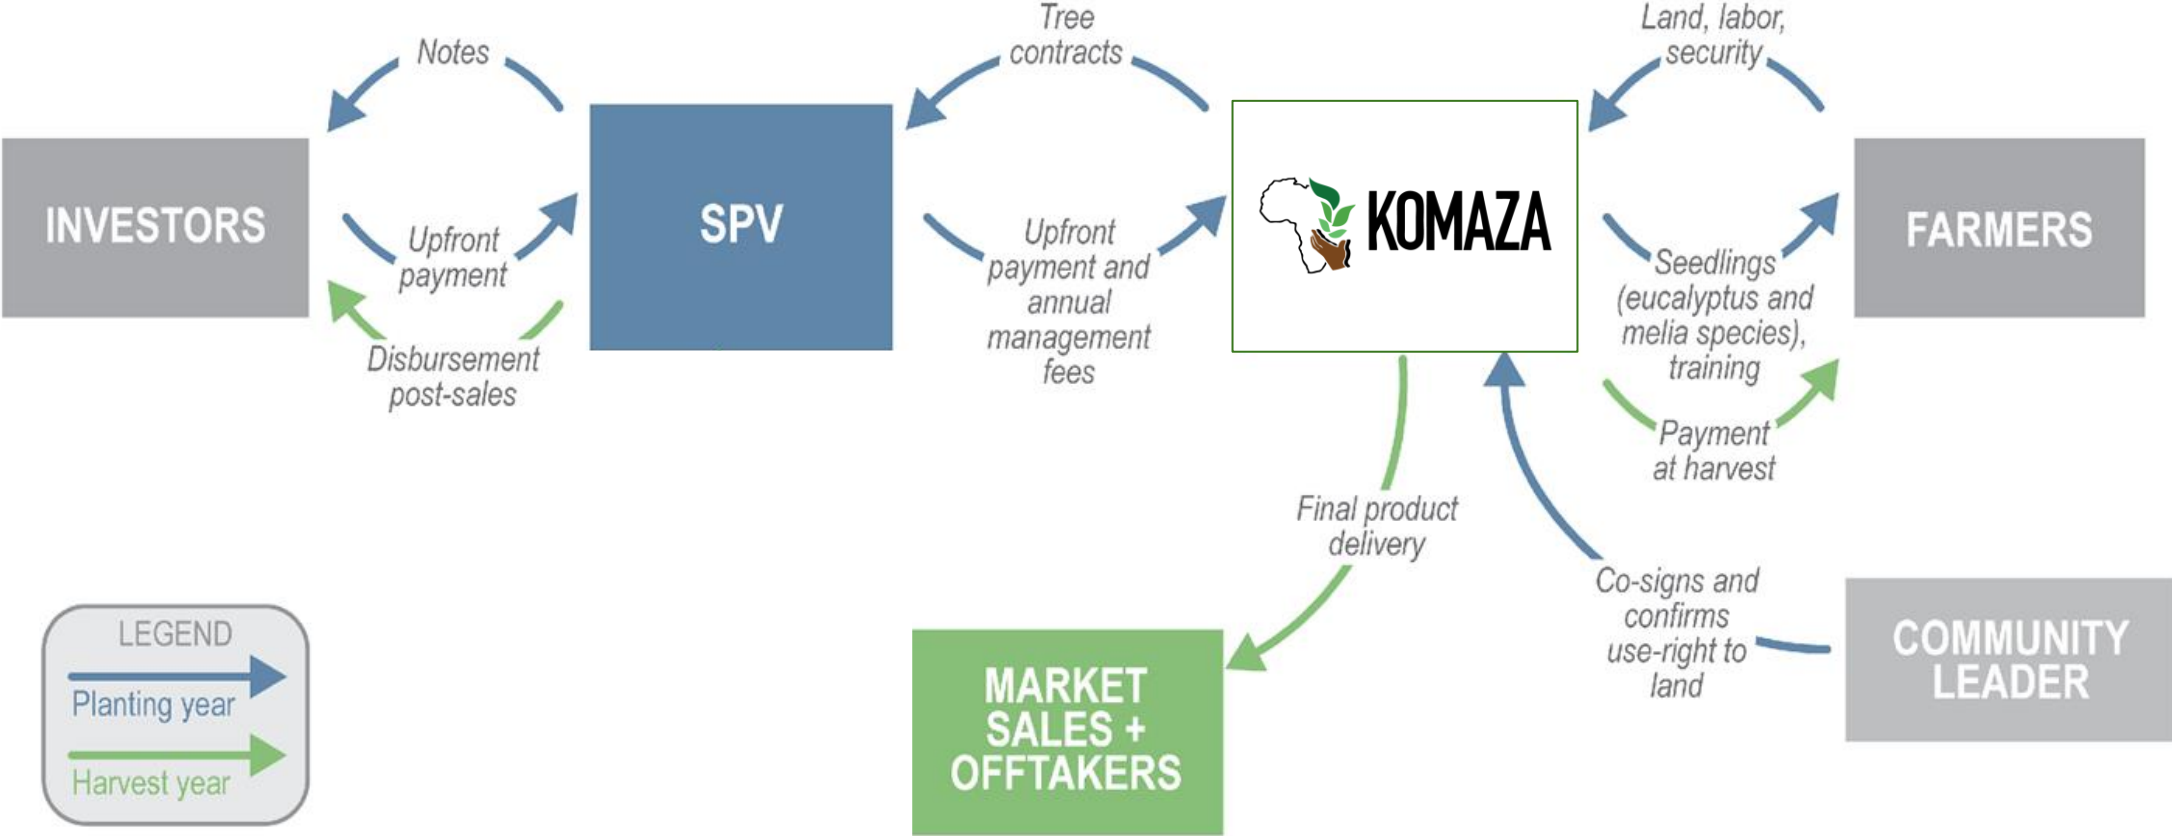 Notes
Tree
contracts
Land, labor,
security
INVESTORS
SPV
KOMAZA
FARMERS
Upfront
payment
Upfront
payment and
annual
management
fees
Seedlings
(eucalyptus and
melia species),
training
Disbursement
post-sales
Payment
at harvest
Final product
delivery
Co-signs and
confirms
use-right to
land
COMMUNITY
LEADER
MARKET
SALES +
OFFTAKERS
LEGEND
Planting year
Harvest year